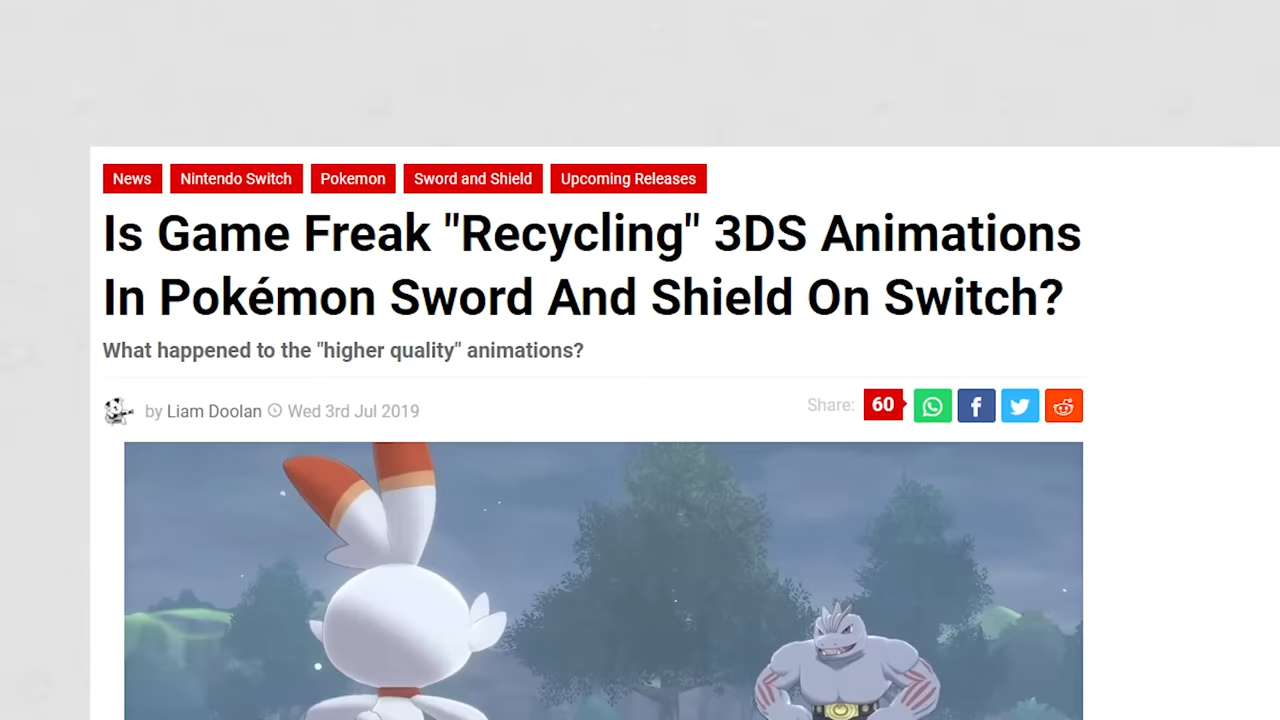 News Nintendo Switch Pokemon Sword and Shield Upcoming Releases
Is Game Freak "Recycling" 3DS Animations
In Pokémon Sword And Shield On Switch?
What happened to the "higher quality" animations?
by Liam Doolan Wed 3rd Jul 2019 Share: 60